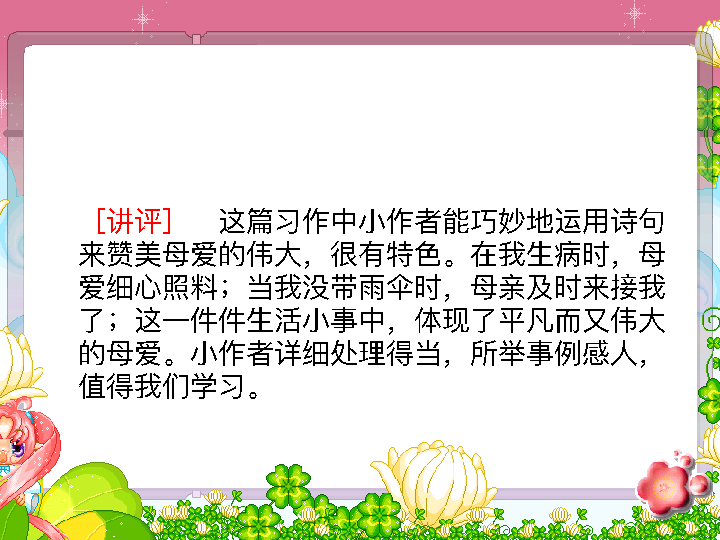 ［讲评］　这篇习作中小作者能巧妙地运用诗句
来赞美母爱的伟大，很有特色。在我生病时，母
爱细心照料；当我没带雨伞时，母亲及时来接我
了；这一件件生活小事中，体现了平凡而又伟大
的母爱。小作者详细处理得当，所举事例感人，
值得我们学习。